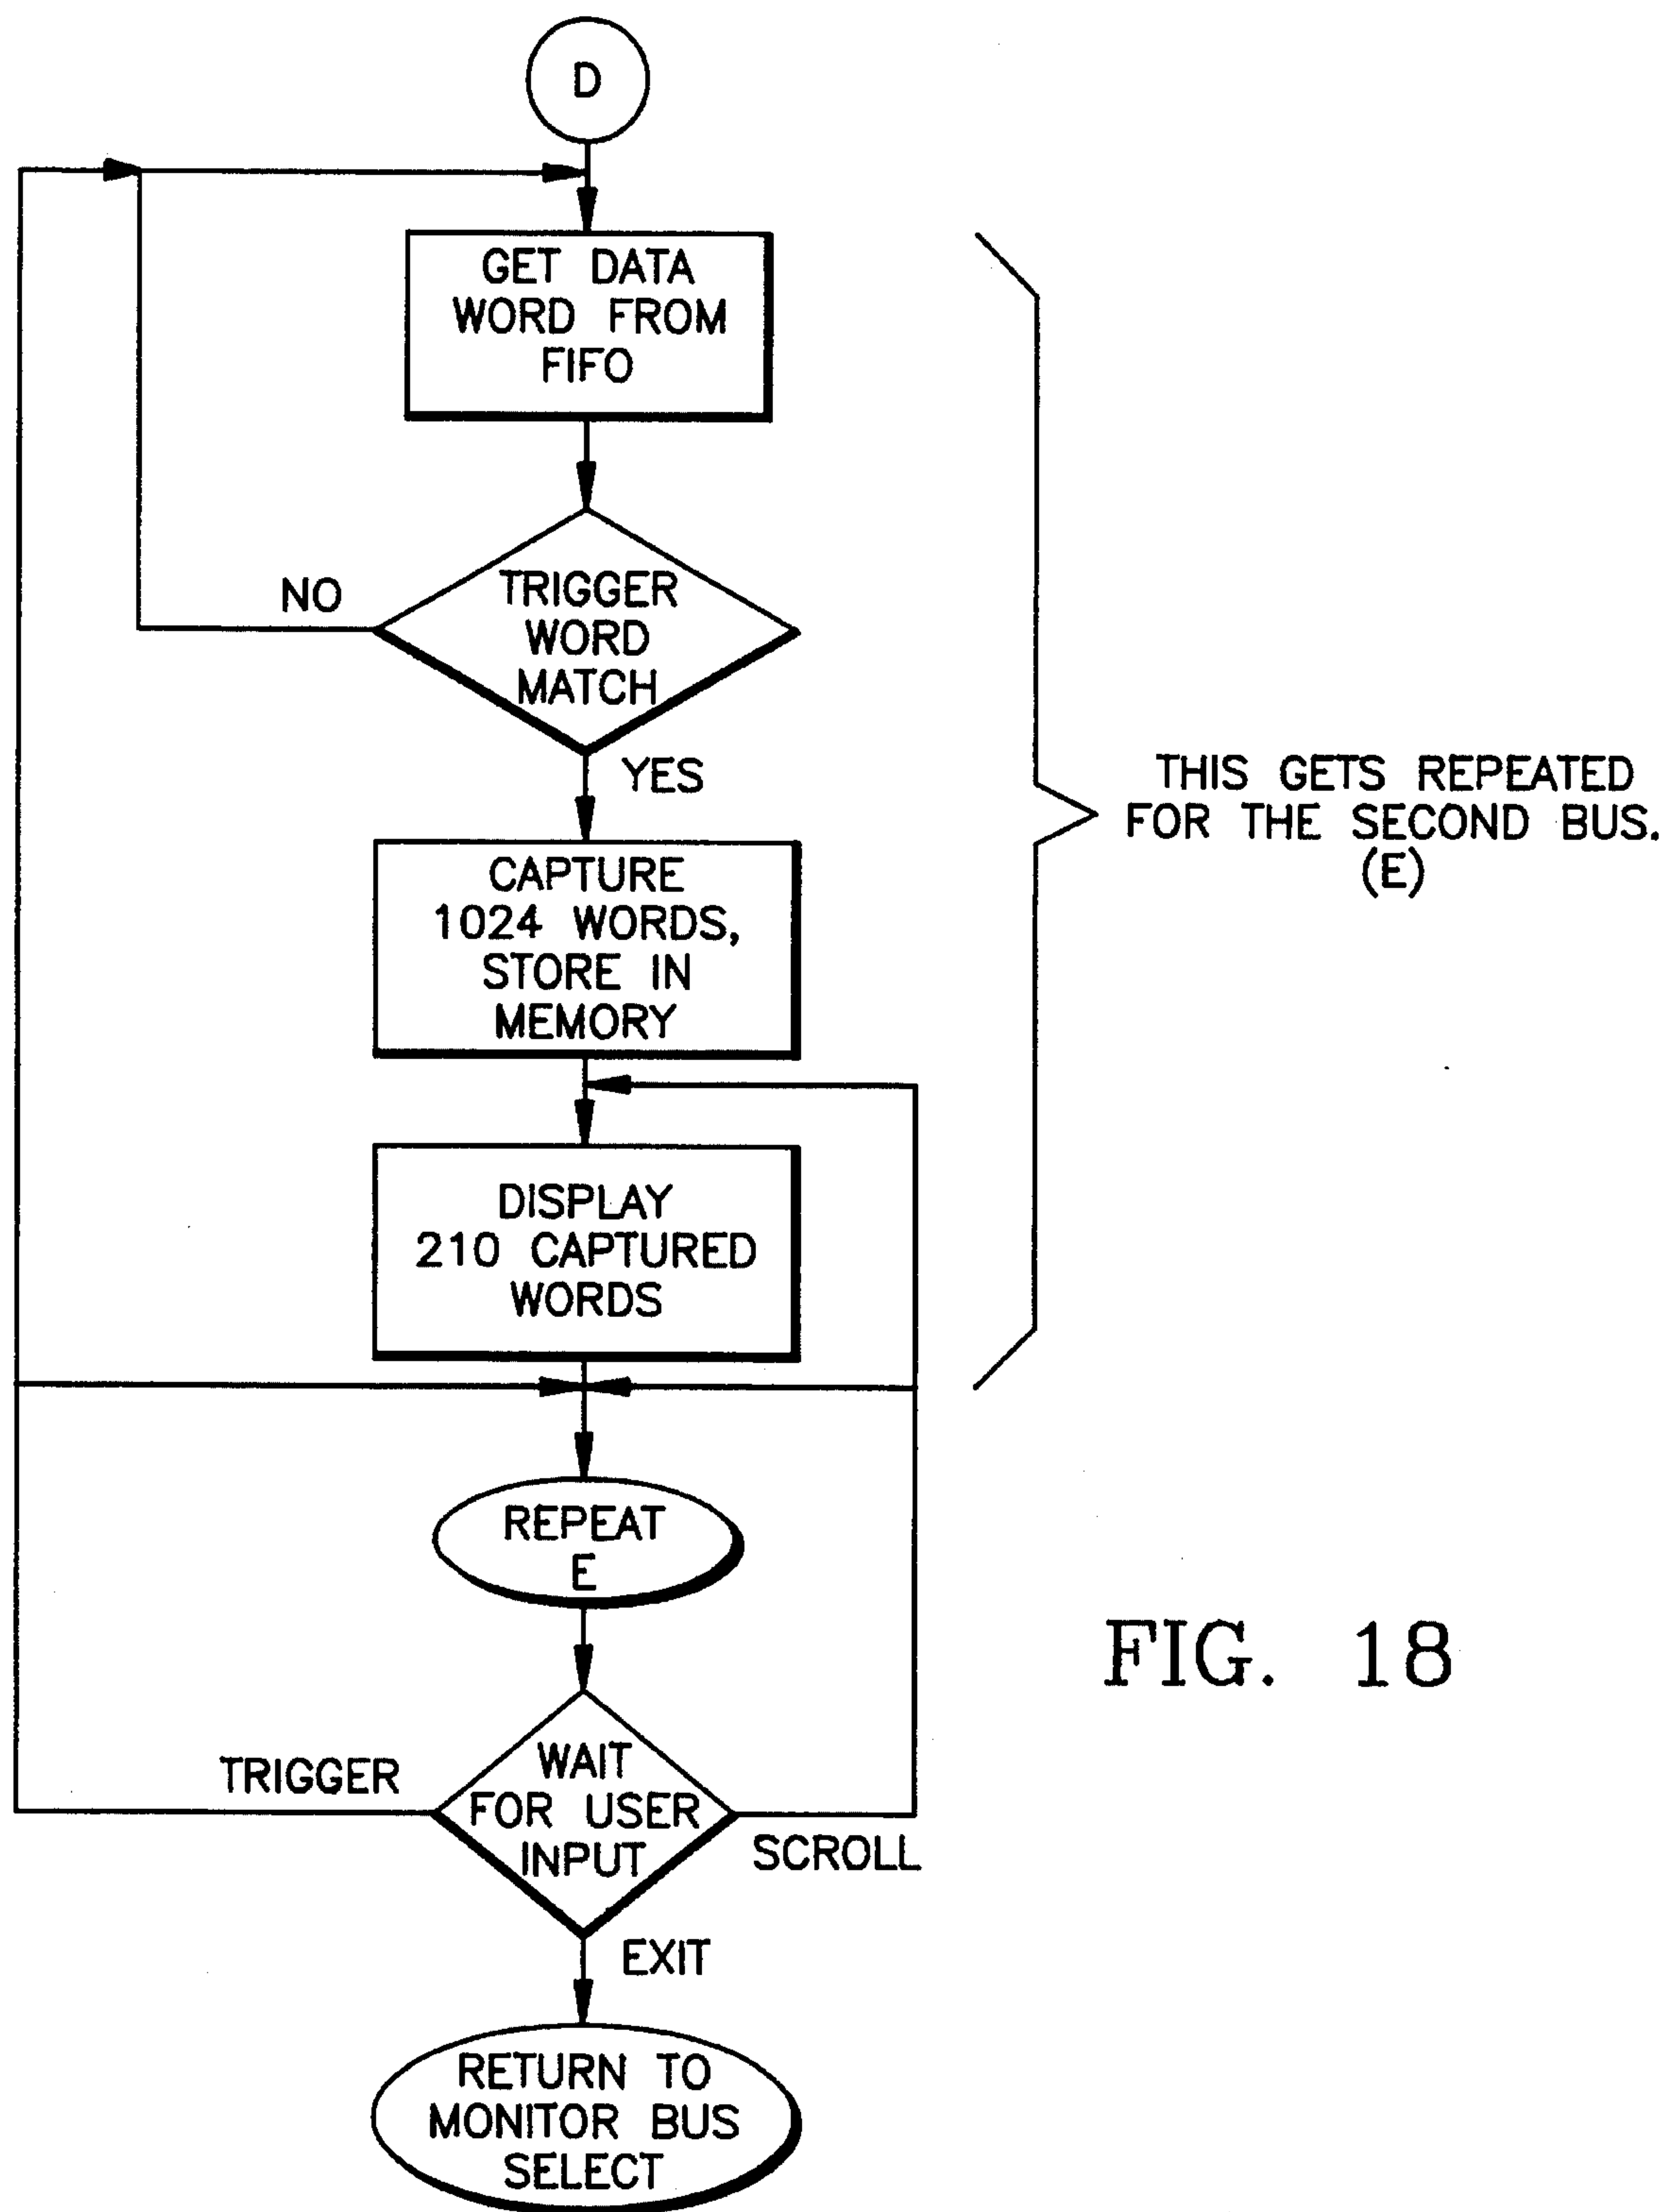 D
GET DATA
WORD FROM
FIFO
NO
TRIGGER
WORD
MATCH
YES
THIS GETS REPEATED
FOR THE SECOND BUS.
(E)
CAPTURE
1024 WORDS,
STORE IN
MEMORY
DISPLAY
210 CAPTURED
WORDS
REPEAT
E
FIG. 18
TRIGGER
WAIT
FOR USER
INPUT
SCROLL
EXIT
RETURN TO
MONITOR BUS
SELECT